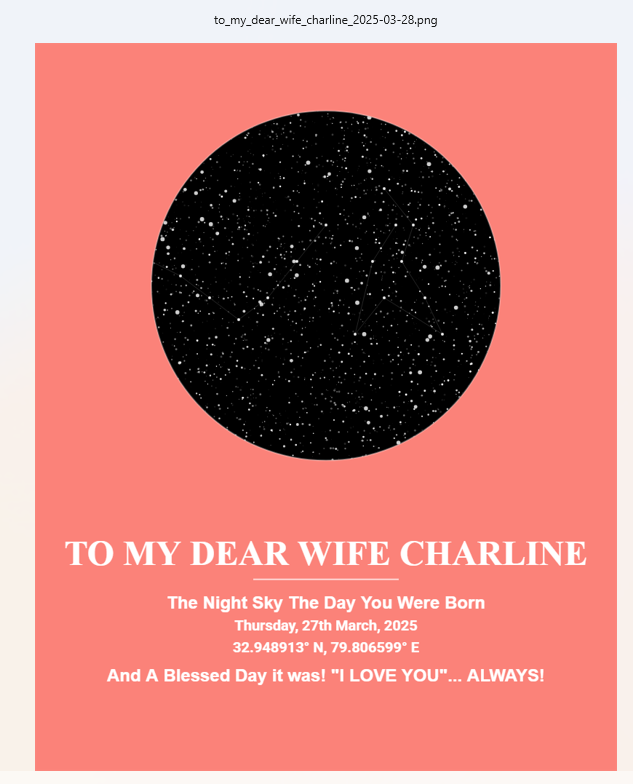 to_my_dear_wife_charline_2025-03-28.png
TO MY DEAR WIFE CHARLINE
The Night Sky The Day You Were Born
Thursday, 27th March, 2025
32.948913° N, 79.806599° E
And A Blessed Day it was! "I LOVE YOU"... ALWAYS!